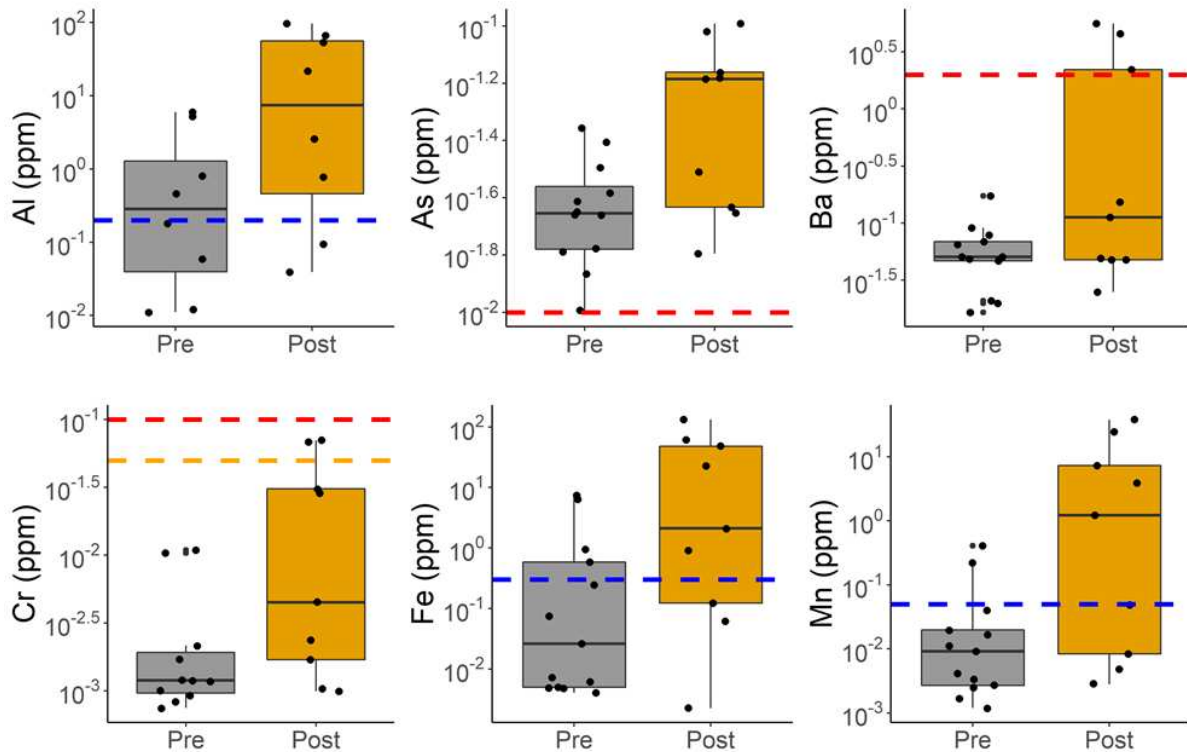 Al (ppm)
10^2
10^1
10^0
10^-1
10^-2
Pre
Post
As (ppm)
10^-1
10^-1.2
10^-1.4
10^-1.6
10^-1.8
10^-2
Pre
Post
Ba (ppm)
10^0.5
10^0
10^-0.5
10^-1
10^-1.5
Pre
Post
Cr (ppm)
10^-1
10^-1.5
10^-2
10^-2.5
10^-3
Pre
Post
Fe (ppm)
10^2
10^1
10^0
10^-1
10^-2
Pre
Post
Mn (ppm)
10^1
10^0
10^-1
10^-2
10^-3
Pre
Post